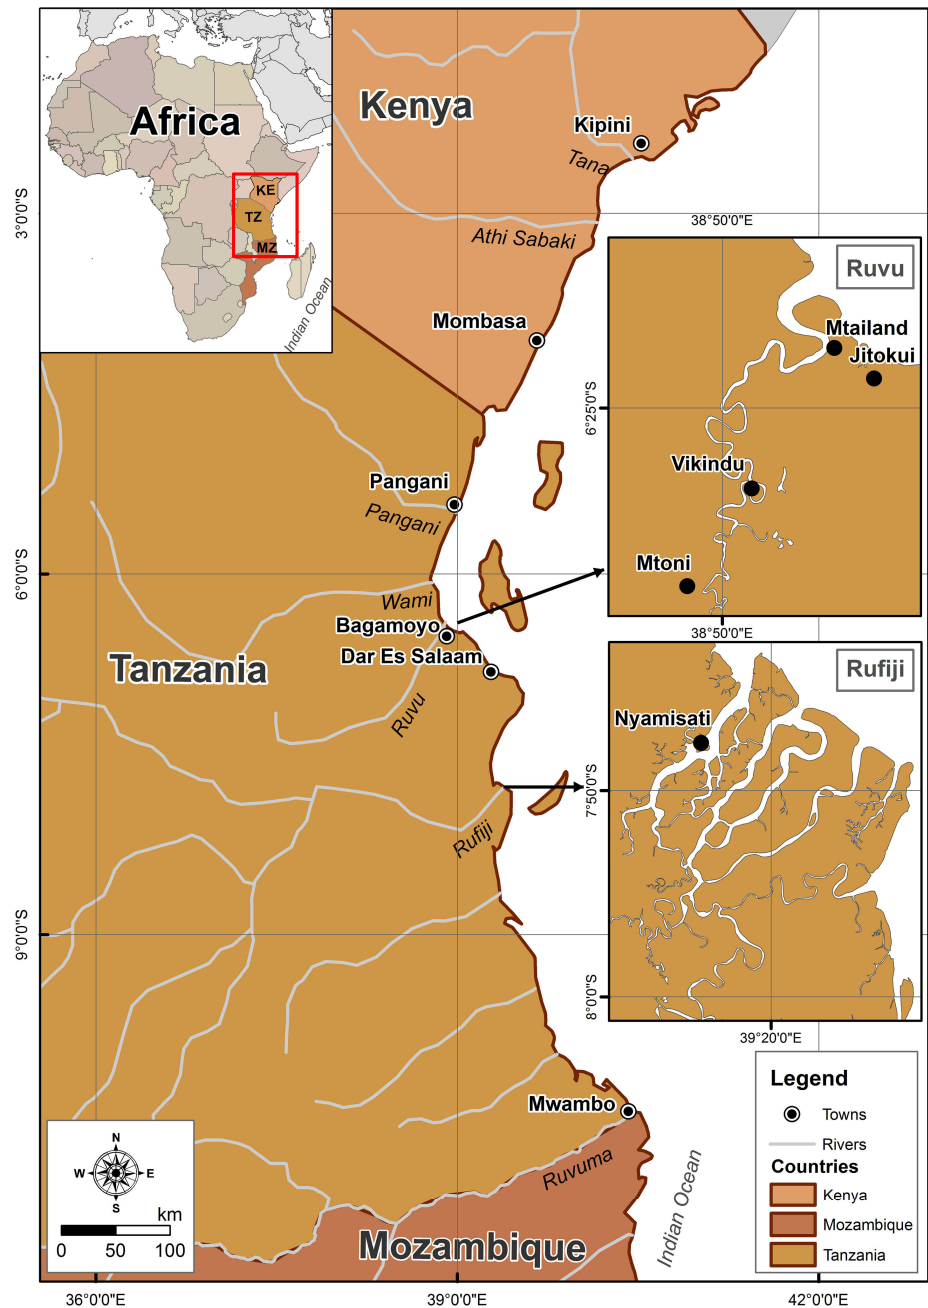 Africa
KE
TZ
MZ
Indian Ocean
Kenya
Kipini
Tana
Athi Sabaki
Mombasa
3°0'0"S
38°50'0"E
Ruvu
Mtailand
Jitokui
6°25'0"S
Vikindu
Mtoni
38°50'0"E
Pangani
Pangani
6°0'0"S
Wami
Bagamoyo
Dar Es Salaam
Tanzania
Ruvu
Rufiji
Rufiji
Nyamisati
7°50'0"S
8°0'0"S
39°20'0"E
9°0'0"S
Mwambo
Ruvuma
Indian Ocean
Mozambique
N
W
E
S
km
0 50 100
Legend
Towns
Rivers
Countries
Kenya
Mozambique
Tanzania
36°0'0"E
39°0'0"E
42°0'0"E